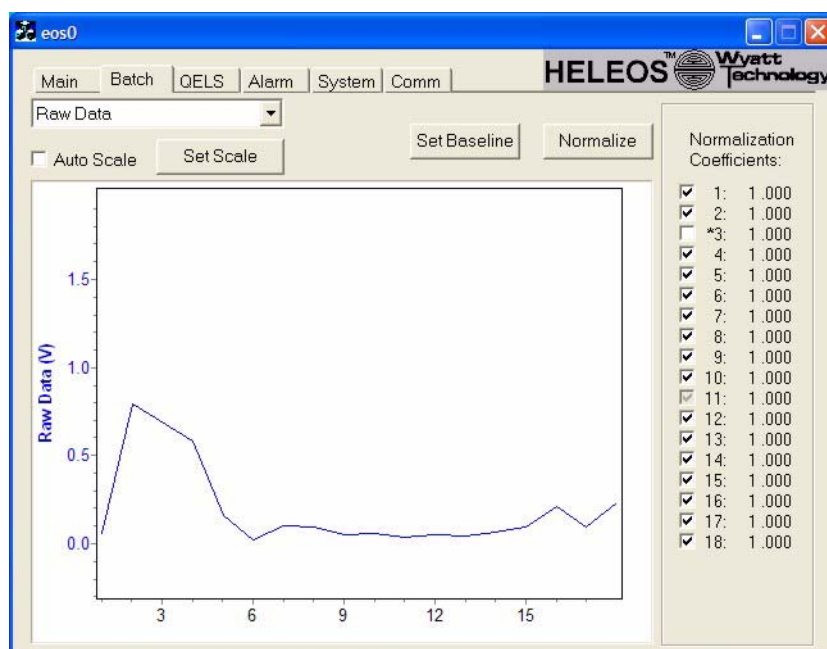 eos0
HELEOS™ Wyatt Technology
Main Batch QELS Alarm System Comm
Raw Data
Auto Scale Set Scale Set Baseline Normalize
Normalization
Coefficients:
1: 1.000
2: 1.000
*3: 1.000
4: 1.000
5: 1.000
6: 1.000
7: 1.000
8: 1.000
9: 1.000
10: 1.000
11: 1.000
12: 1.000
13: 1.000
14: 1.000
15: 1.000
16: 1.000
17: 1.000
18: 1.000
Raw Data (V)
1.5
1.0
0.5
0.0
3 6 9 12 15